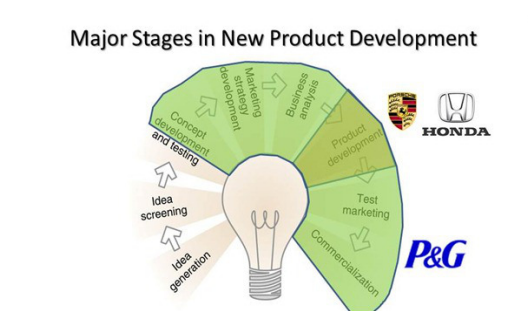 Major Stages in New Product Development
Idea
generation
Idea
screening
Concept
development
and testing
Marketing
strategy
development
Business
analysis
Product
development
Test
marketing
Commercialization
PORSCHE
HONDA
P&G